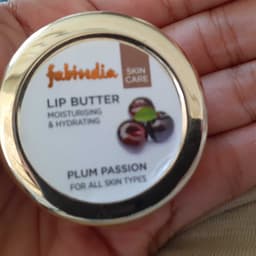 fabindia
SKIN
CARE
LIP BUTTER
MOISTURISING
& HYDRATING
PLUM PASSION
FOR ALL SKIN TYPES